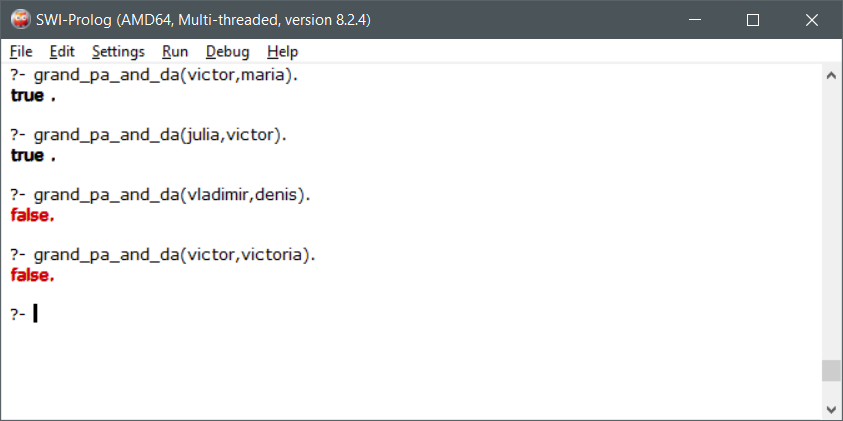 SWI-Prolog (AMD64, Multi-threaded, version 8.2.4)
File Edit Settings Run Debug Help
?- grand_pa_and_da(victor,maria).
true .
?- grand_pa_and_da(julia,victor).
true .
?- grand_pa_and_da(vladimir,denis).
false.
?- grand_pa_and_da(victor,victoria).
false.
?-